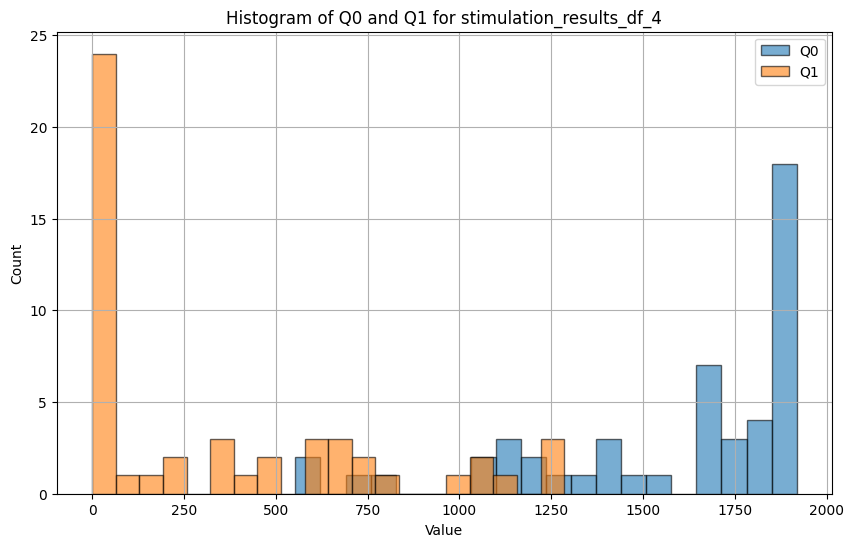 Histogram of Q0 and Q1 for stimulation_results_df_4
Q0
Q1
25
20
15
10
5
0
Count
0 250 500 750 1000 1250 1500 1750 2000
Value